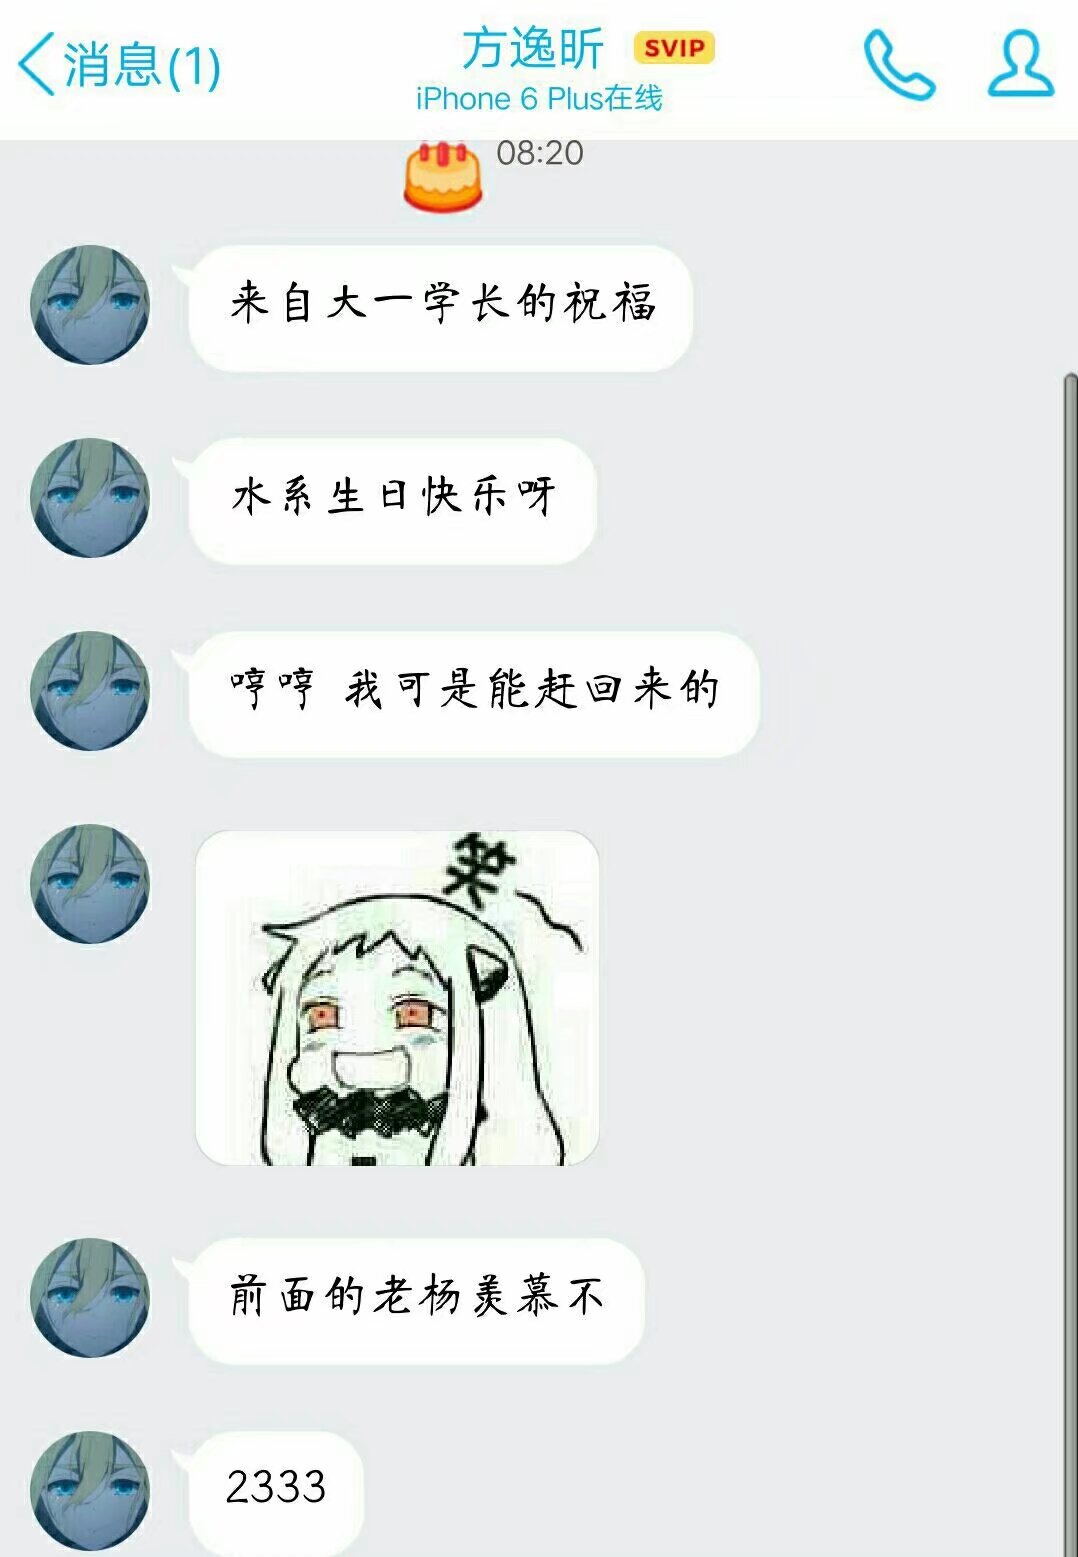 消息(1)
方逸昕 SVIP
iPhone 6 Plus在线
08:20
来自大一学长的祝福
水系生日快乐呀
哼哼 我可是能赶回来的
笑
前面的老杨羡慕不
2333